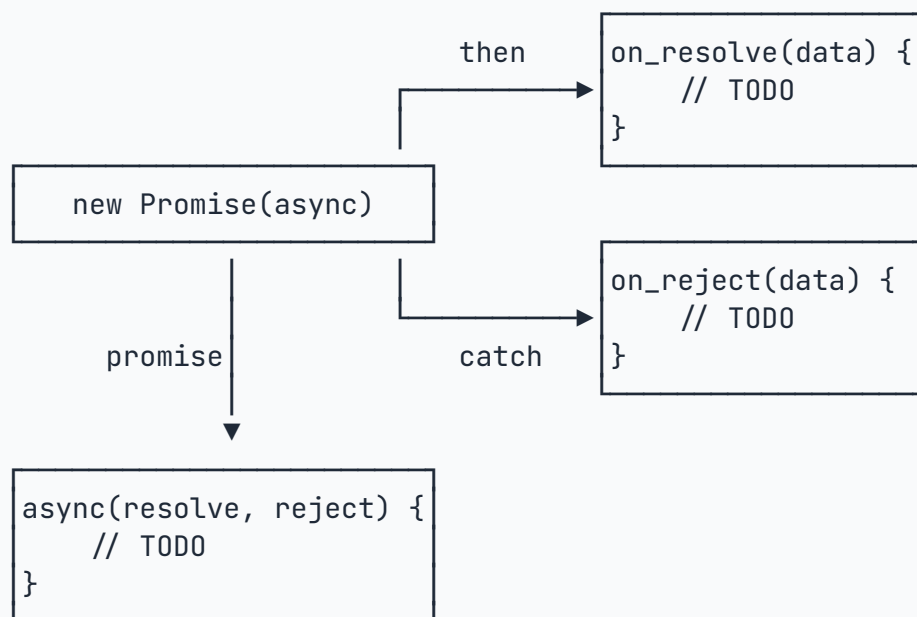 then
on_resolve(data) {
// TODO
}
new Promise(async)
on_reject(data) {
// TODO
}
promise
catch
async(resolve, reject) {
// TODO
}